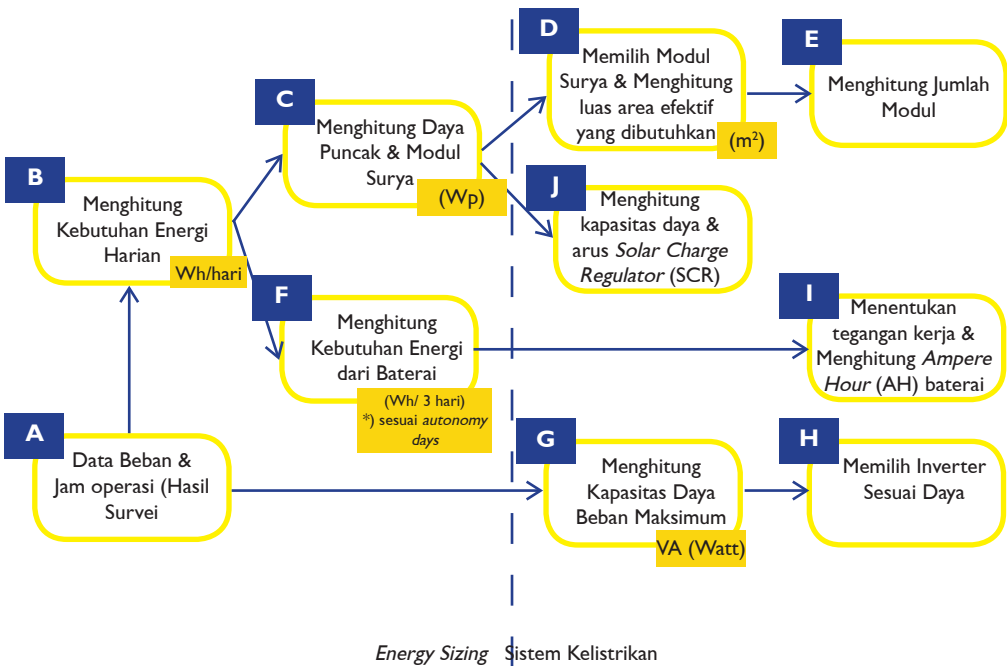 A
Data Beban &
Jam operasi (Hasil
Survei
B
Menghitung
Kebutuhan Energi
Harian
Wh/hari
C
Menghitung Daya
Puncak & Modul
Surya
(Wp)
D
Memilih Modul
Surya & Menghitung
luas area efektif
yang dibutuhkan
(m²)
E
Menghitung Jumlah
Modul
J
Menghitung
kapasitas daya &
arus Solar Charge
Regulator (SCR)
F
Menghitung
Kebutuhan Energi
dari Baterai
(Wh/ 3 hari)
*) sesuai autonomy
days
I
Menentukan
tegangan kerja &
Menghitung Ampere
Hour (AH) baterai
G
Menghitung
Kapasitas Daya
Beban Maksimum
VA (Watt)
H
Memilih Inverter
Sesuai Daya
Energy Sizing Sistem Kelistrikan